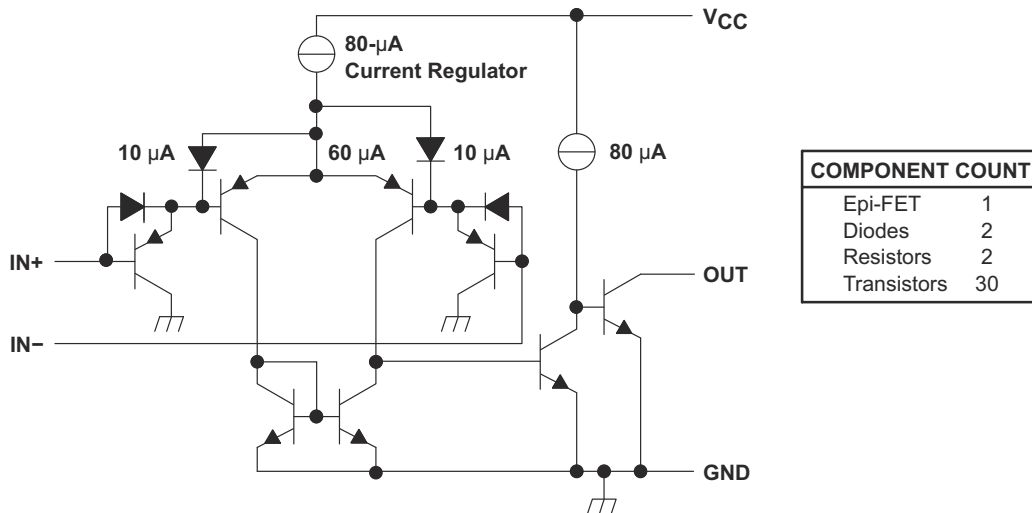 VCC
80-µA
Current Regulator
10 µA
60 µA
10 µA
80 µA
IN+
OUT
IN−
GND
COMPONENT COUNT
Epi-FET 1
Diodes 2
Resistors 2
Transistors 30